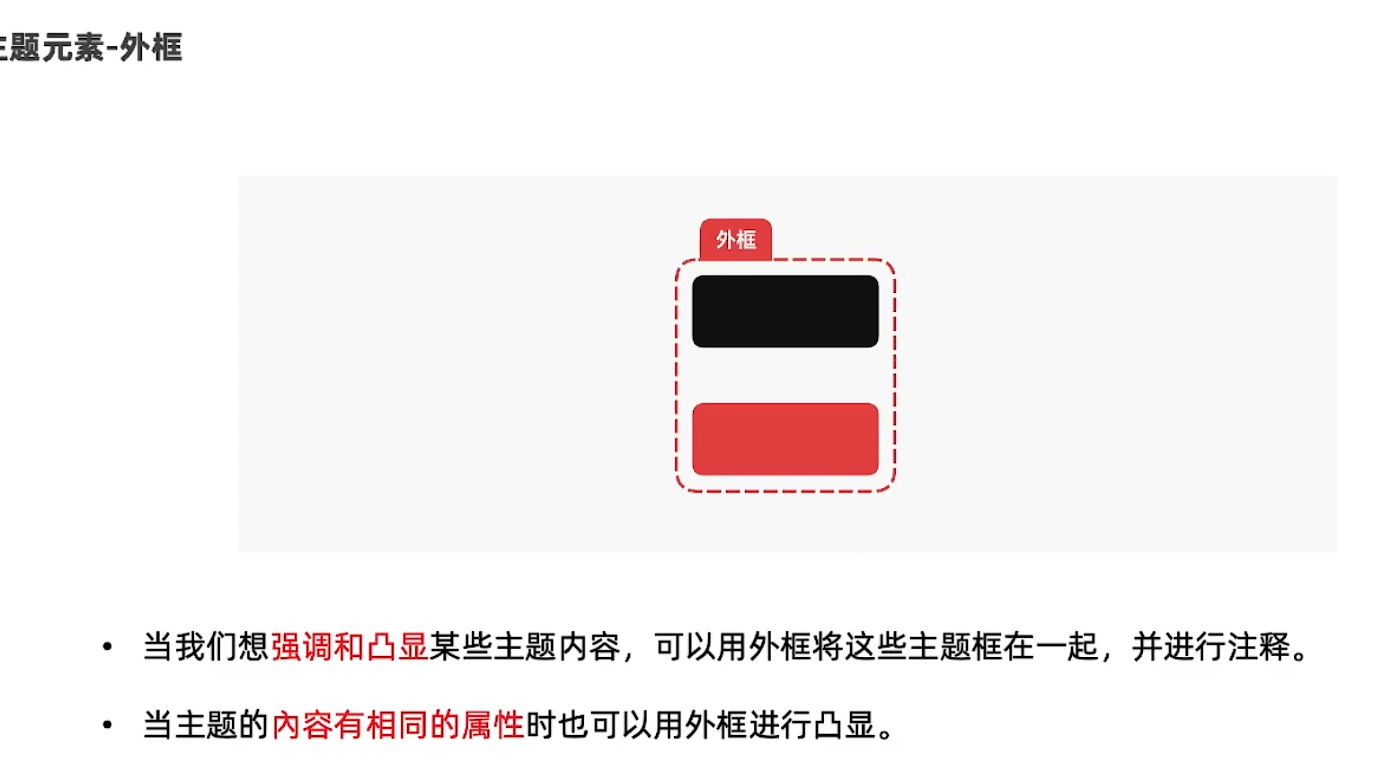 主题元素-外框
外框
• 当我们想强调和凸显某些主题内容，可以用外框将这些主题框在一起，并进行注释。
• 当主题的內容有相同的属性时也可以用外框进行凸显。